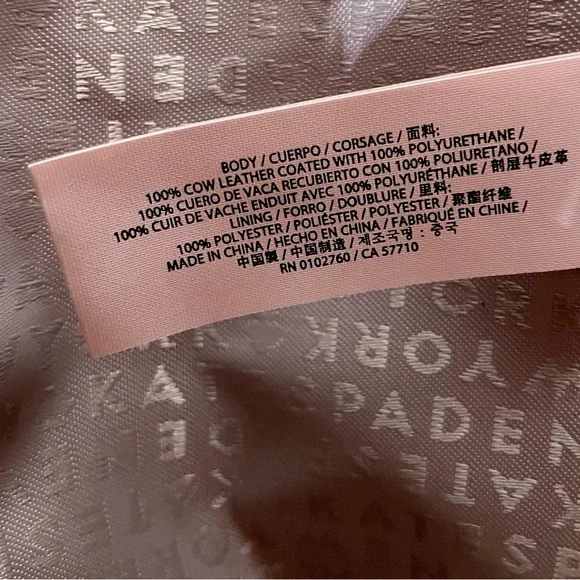 BODY / CUERPO / CORSAGE / 面料:
100% COW LEATHER COATED WITH 100% POLYURETHANE /
100% CUERO DE VACA RECUBIERTO CON 100% POLIURETANO /
100% CUIR DE VACHE ENDUIT AVEC 100% POLYURÉTHANE / 剖层牛皮革
LINING / FORRO / DOUBLURE / 里料:
100% POLYESTER / POLIÉSTER / POLYESTER / 聚酯纤维
MADE IN CHINA / HECHO EN CHINA / FABRIQUÉ EN CHINE /
中国製 / 中国制造 / 제조국명 : 중국
RN 0102760 / CA 57710
YORK
SPADE N
KATE S